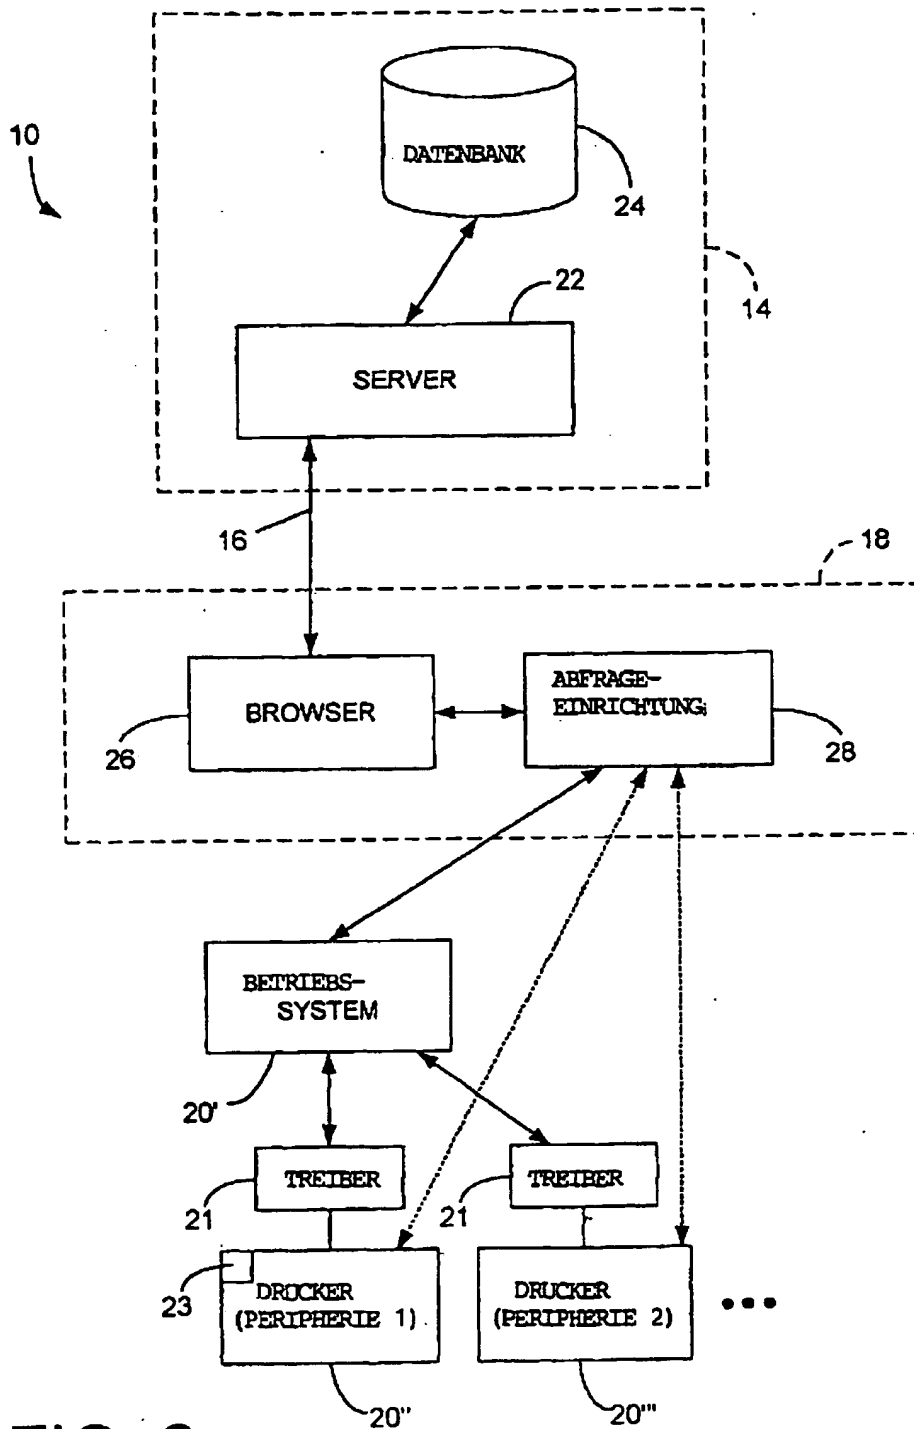 10
DATENBANK
24
14
22
SERVER
16
18
BROWSER
ABFRAGE-
EINRICHTUNG
26
28
BETRIEBS-
SYSTEM
20'
TREIBER
TREIBER
21
21
23
DRUCKER
(PERIPHERIE 1)
DRUCKER
(PERIPHERIE 2)
20"
20"'